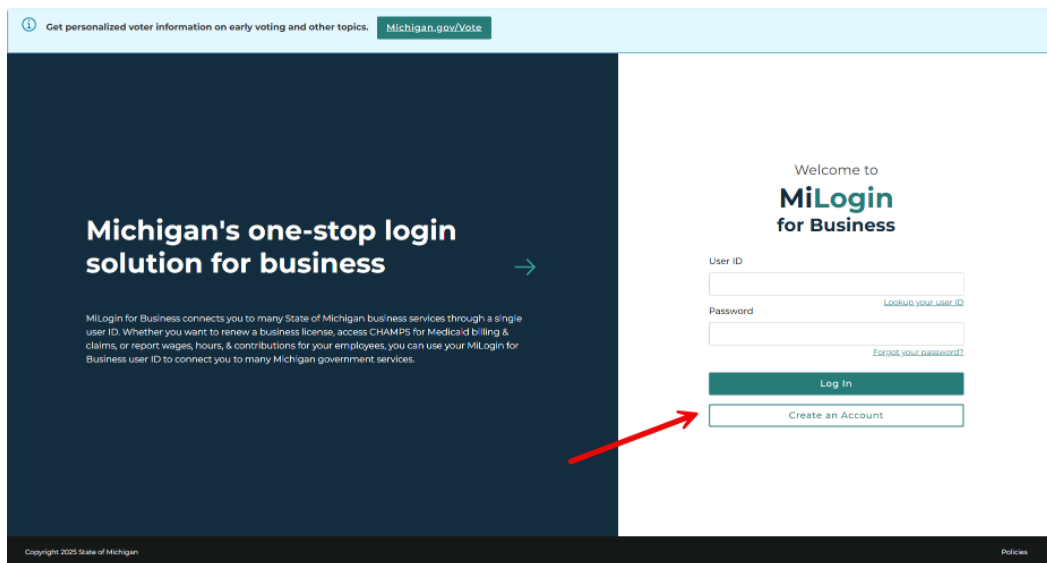 Get personalized voter information on early voting and other topics. Michigan.gov/Vote
Michigan's one-stop login
solution for business
MiLogin for Business connects you to many State of Michigan business services through a single
user ID. Whether you want to renew a business license, access CHAMPS for Medicaid billing &
claims, or report wages, hours, & contributions for your employees, you can use your MiLogin for
Business user ID to connect you to many Michigan government services.
Welcome to
MiLogin
for Business
User ID
Lookup your user ID
Password
Forgot your password?
Log In
Create an Account
Copyright 2025 State of Michigan
Policies